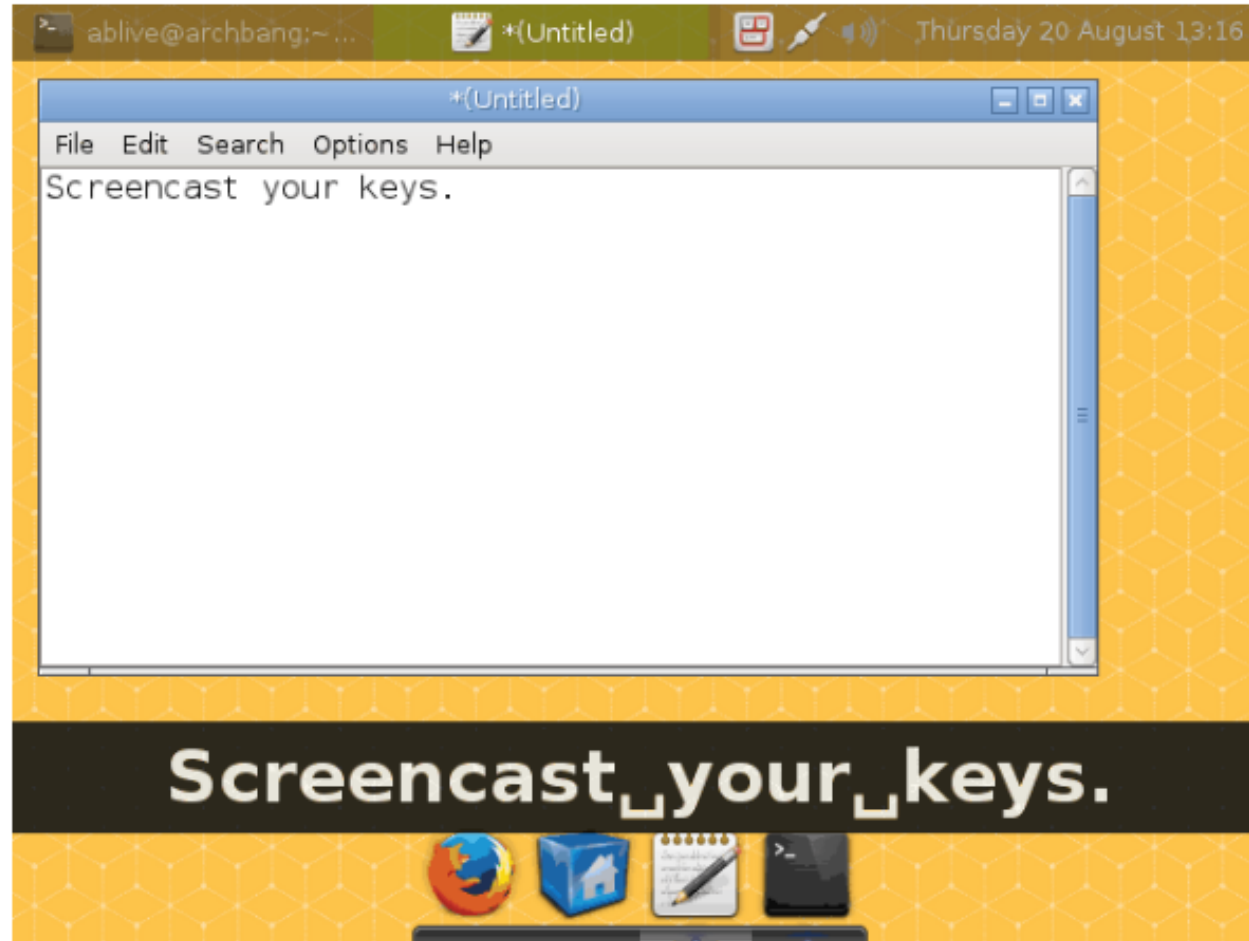 ablive@archbang:~... *(Untitled) Thursday 20 August 13:16
*(Untitled)
File Edit Search Options Help
Screencast your keys.
Screencast␣your␣keys.